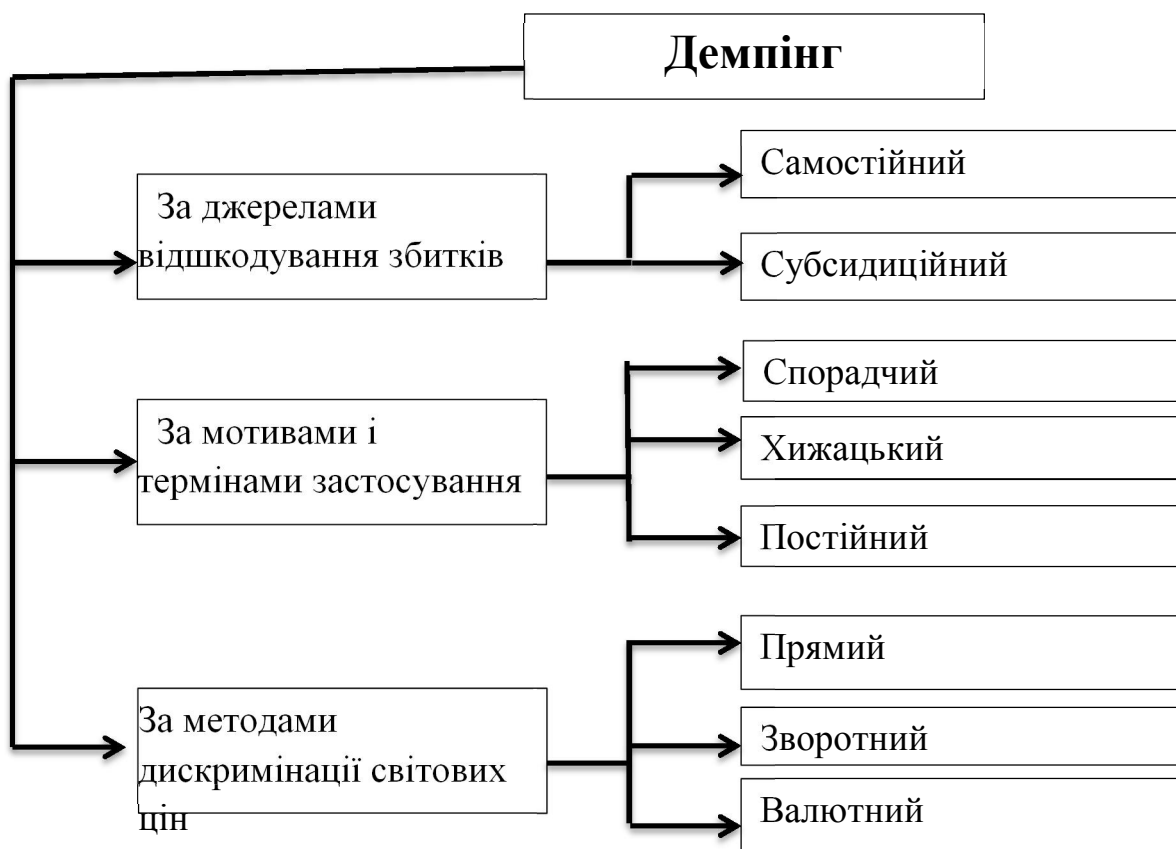 Демпінг
За джерелами
відшкодування збитків
Самостійний
Субсидиційний
За мотивами і
термінами застосування
Спорадчий
Хижацький
Постійний
За методами
дискримінації світових
цін
Прямий
Зворотний
Валютний